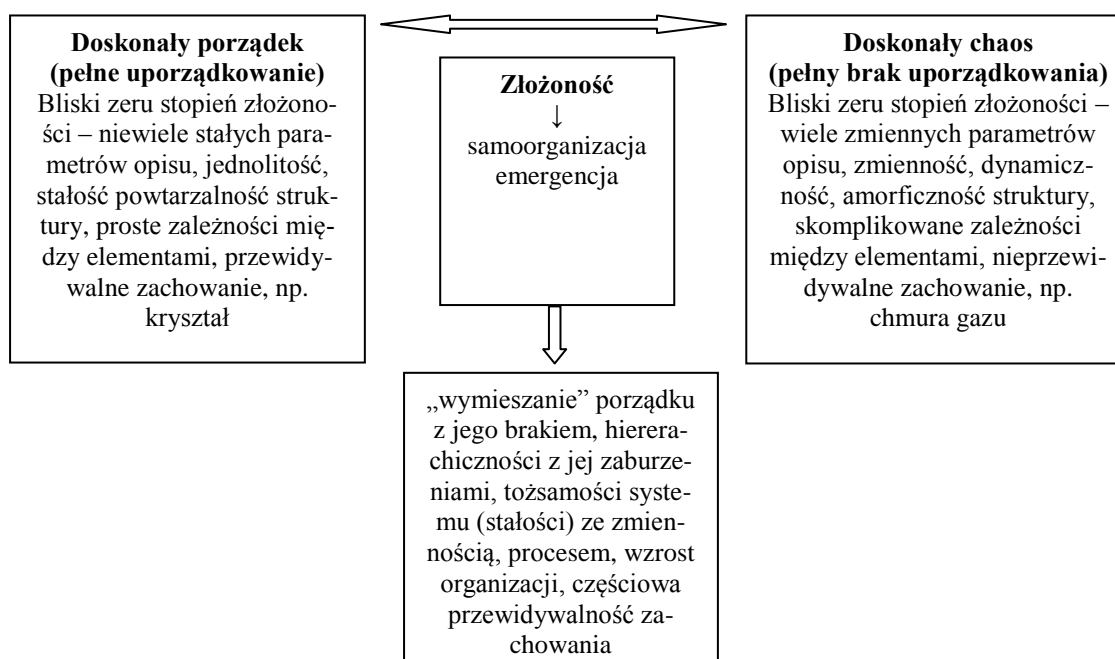 Doskonały porządek
(pełne uporządkowanie)
Bliski zeru stopień złożono-
ści – niewiele stałych para-
metrów opisu, jednolitość,
stałość powtarzalność struk-
tury, proste zależności mię-
dzy elementami, przewidy-
walne zachowanie, np.
kryształ
Złożoność
↓
samoorganizacja
emergencja
Doskonały chaos
(pełny brak uporządkowania)
Bliski zeru stopień złożoności –
wiele zmiennych parametrów
opisu, zmienność, dynamicz-
ność, amorficzność struktury,
skomplikowane zależności
między elementami, nieprzewi-
dywalne zachowanie, np.
chmura gazu
„wymieszanie” porządku
z jego brakiem, hierera-
chiczności z jej zaburze-
niami, tożsamości syste-
mu (stałości) ze zmien-
nością, procesem, wzrost
organizacji, częściowa
przewidywalność za-
chowania